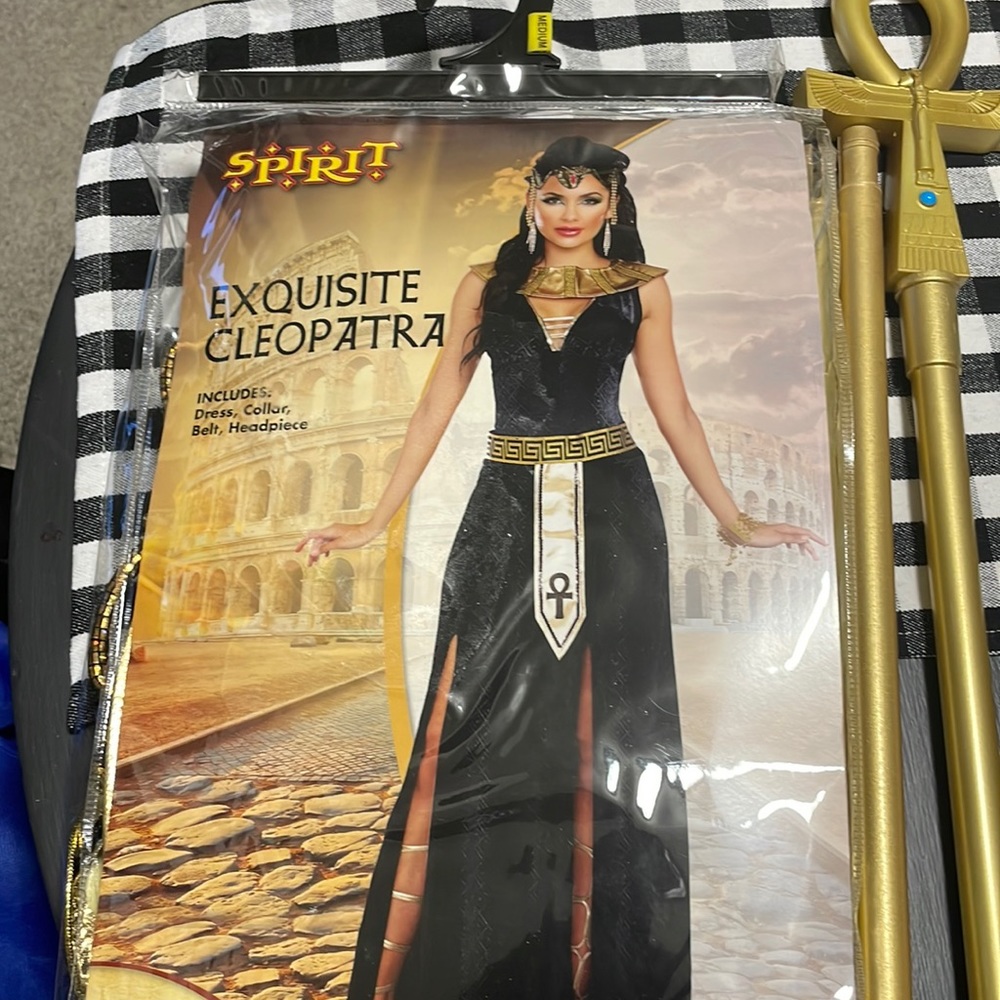 MEDIUM
SPIRIT
EXQUISITE
CLEOPATRA
INCLUDES:
Dress, Collar,
Belt, Headpiece